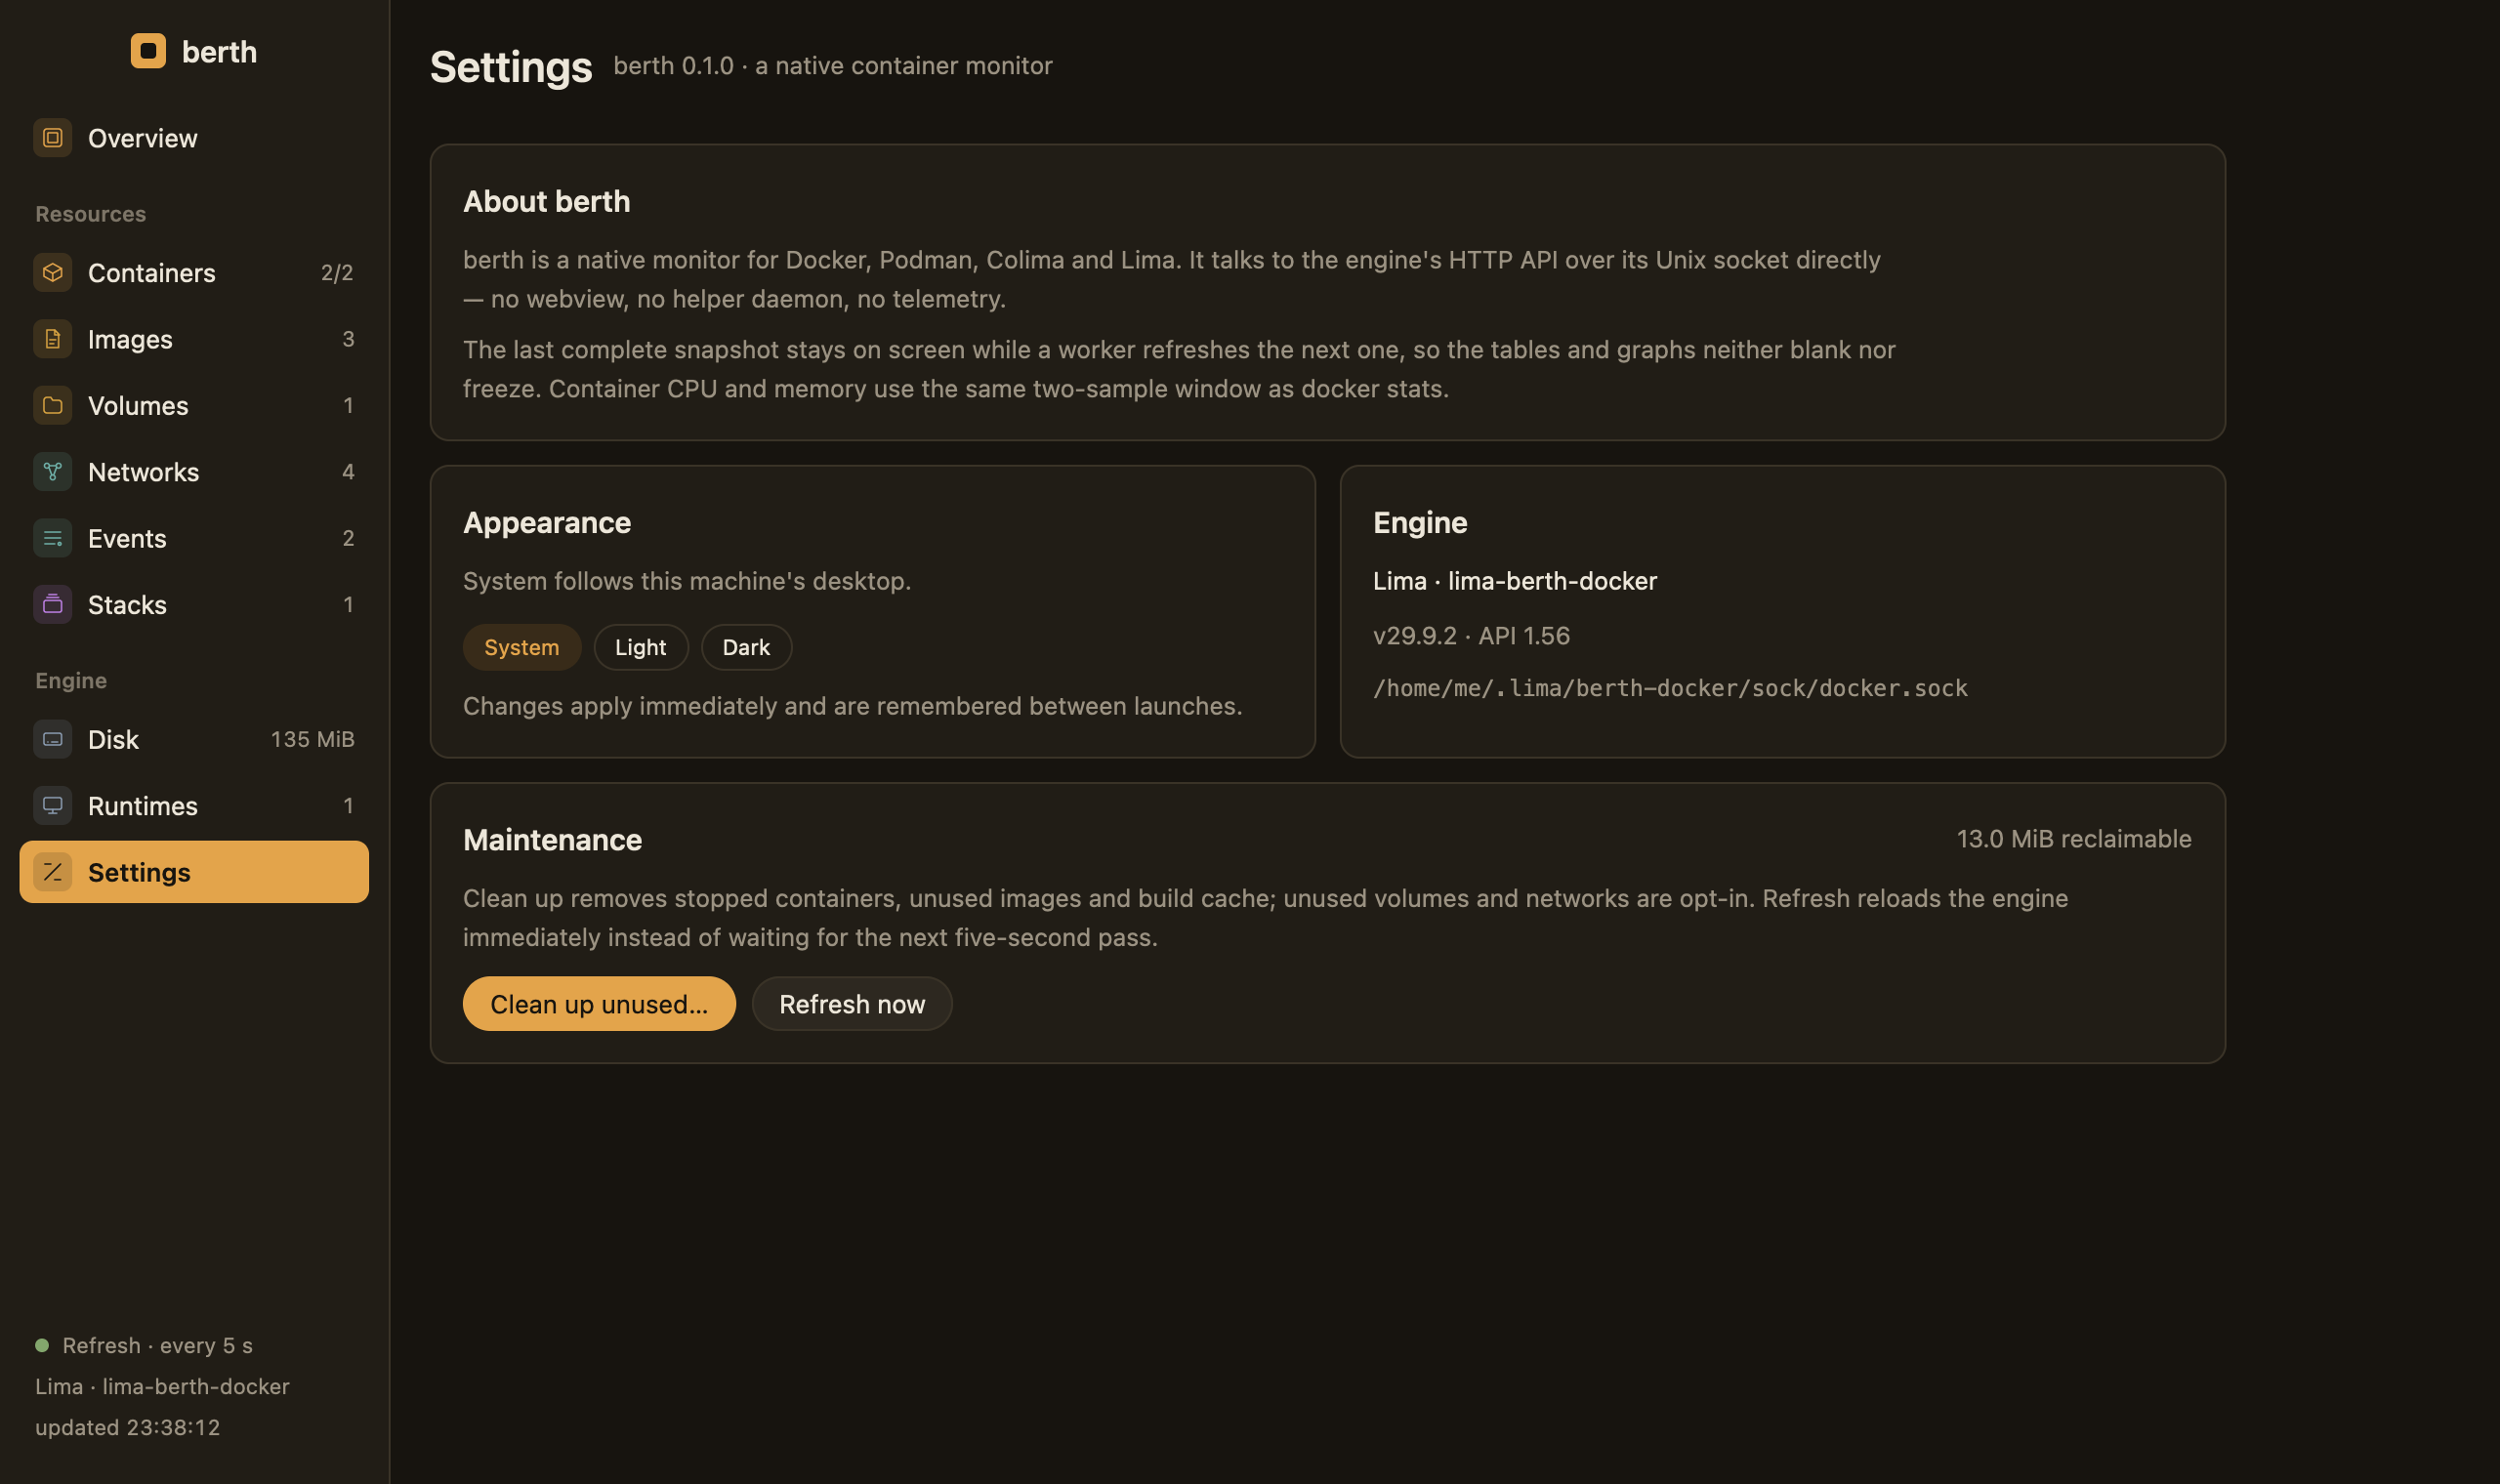 berth
Overview
Resources
Containers 2/2
Images 3
Volumes 1
Networks 4
Events 2
Stacks 1
Engine
Disk 135 MiB
Runtimes 1
Settings
Refresh · every 5 s
Lima · lima-berth-docker
updated 23:38:12
Settings berth 0.1.0 · a native container monitor
About berth
berth is a native monitor for Docker, Podman, Colima and Lima. It talks to the engine's HTTP API over its Unix socket directly
— no webview, no helper daemon, no telemetry.
The last complete snapshot stays on screen while a worker refreshes the next one, so the tables and graphs neither blank nor
freeze. Container CPU and memory use the same two-sample window as docker stats.
Appearance
System follows this machine's desktop.
System Light Dark
Changes apply immediately and are remembered between launches.
Engine
Lima · lima-berth-docker
v29.9.2 · API 1.56
/home/me/.lima/berth-docker/sock/docker.sock
Maintenance 13.0 MiB reclaimable
Clean up removes stopped containers, unused images and build cache; unused volumes and networks are opt-in. Refresh reloads the engine
immediately instead of waiting for the next five-second pass.
Clean up unused... Refresh now